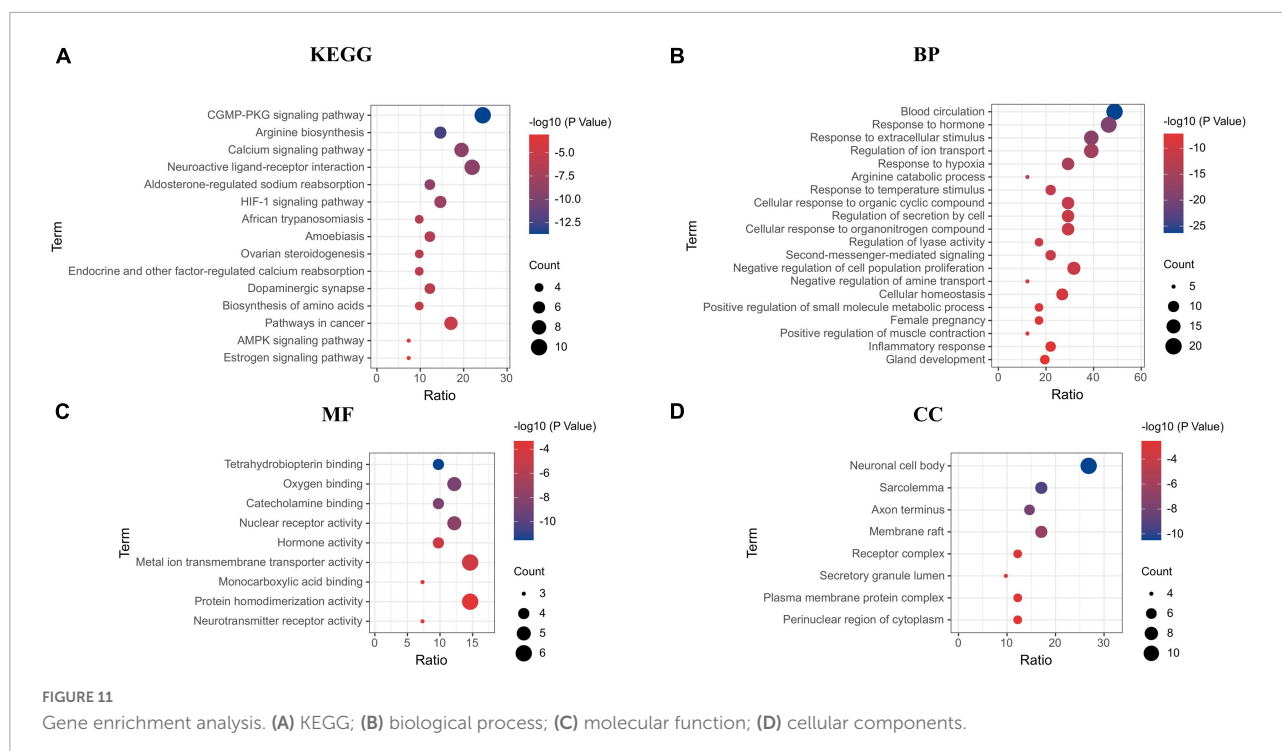 A
KEGG
CGMP-PKG signaling pathway
Arginine biosynthesis
Calcium signaling pathway
Neuroactive ligand-receptor interaction
Aldosterone-regulated sodium reabsorption
HIF-1 signaling pathway
African trypanosomiasis
Amoebiasis
Ovarian steroidogenesis
Endocrine and other factor-regulated calcium reabsorption
Dopaminergic synapse
Biosynthesis of amino acids
Pathways in cancer
AMPK signaling pathway
Estrogen signaling pathway
Term
0 10 20 30
Ratio
-log10 (P Value)
-5.0
-7.5
-10.0
-12.5
Count
4
6
8
10
B
BP
Blood circulation
Response to hormone
Response to extracellular stimulus
Regulation of ion transport
Response to hypoxia
Arginine catabolic process
Response to temperature stimulus
Cellular response to organic cyclic compound
Regulation of secretion by cell
Cellular response to organonitrogen compound
Regulation of lyase activity
Second-messenger-mediated signaling
Negative regulation of cell population proliferation
Negative regulation of amine transport
Cellular homeostasis
Positive regulation of small molecule metabolic process
Female pregnancy
Positive regulation of muscle contraction
Inflammatory response
Gland development
Term
0 20 40 60
Ratio
-log10 (P Value)
-10
-15
-20
-25
Count
5
10
15
20
C
MF
Tetrahydrobiopterin binding
Oxygen binding
Catecholamine binding
Nuclear receptor activity
Hormone activity
Metal ion transmembrane transporter activity
Monocarboxylic acid binding
Protein homodimerization activity
Neurotransmitter receptor activity
Term
0 5 10 15
Ratio
-log10 (P Value)
-4
-6
-8
-10
Count
3
4
5
6
D
CC
Neuronal cell body
Sarcolemma
Axon terminus
Membrane raft
Receptor complex
Secretory granule lumen
Plasma membrane protein complex
Perinuclear region of cytoplasm
Term
0 10 20 30
Ratio
-log10 (P Value)
-4
-6
-8
-10
Count
4
6
8
10
FIGURE 11
Gene enrichment analysis. (A) KEGG; (B) biological process; (C) molecular function; (D) cellular components.